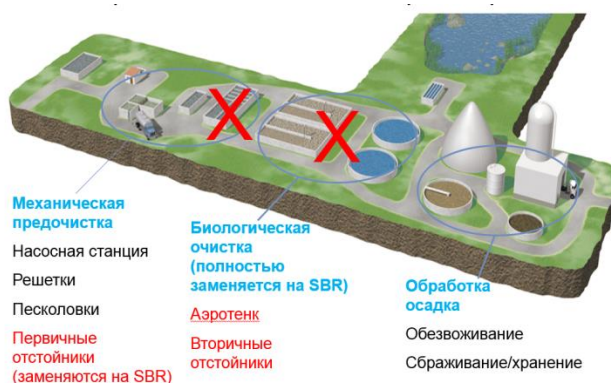 Механическая
предочистка
Насосная станция
Решетки
Песколовки
Первичные
отстойники
(заменяются на SBR)
Биологическая
очистка
(полностью
заменяется на SBR)
Аэротенк
Вторичные
отстойники
Обработка
осадка
Обезвоживание
Сбраживание/хранение